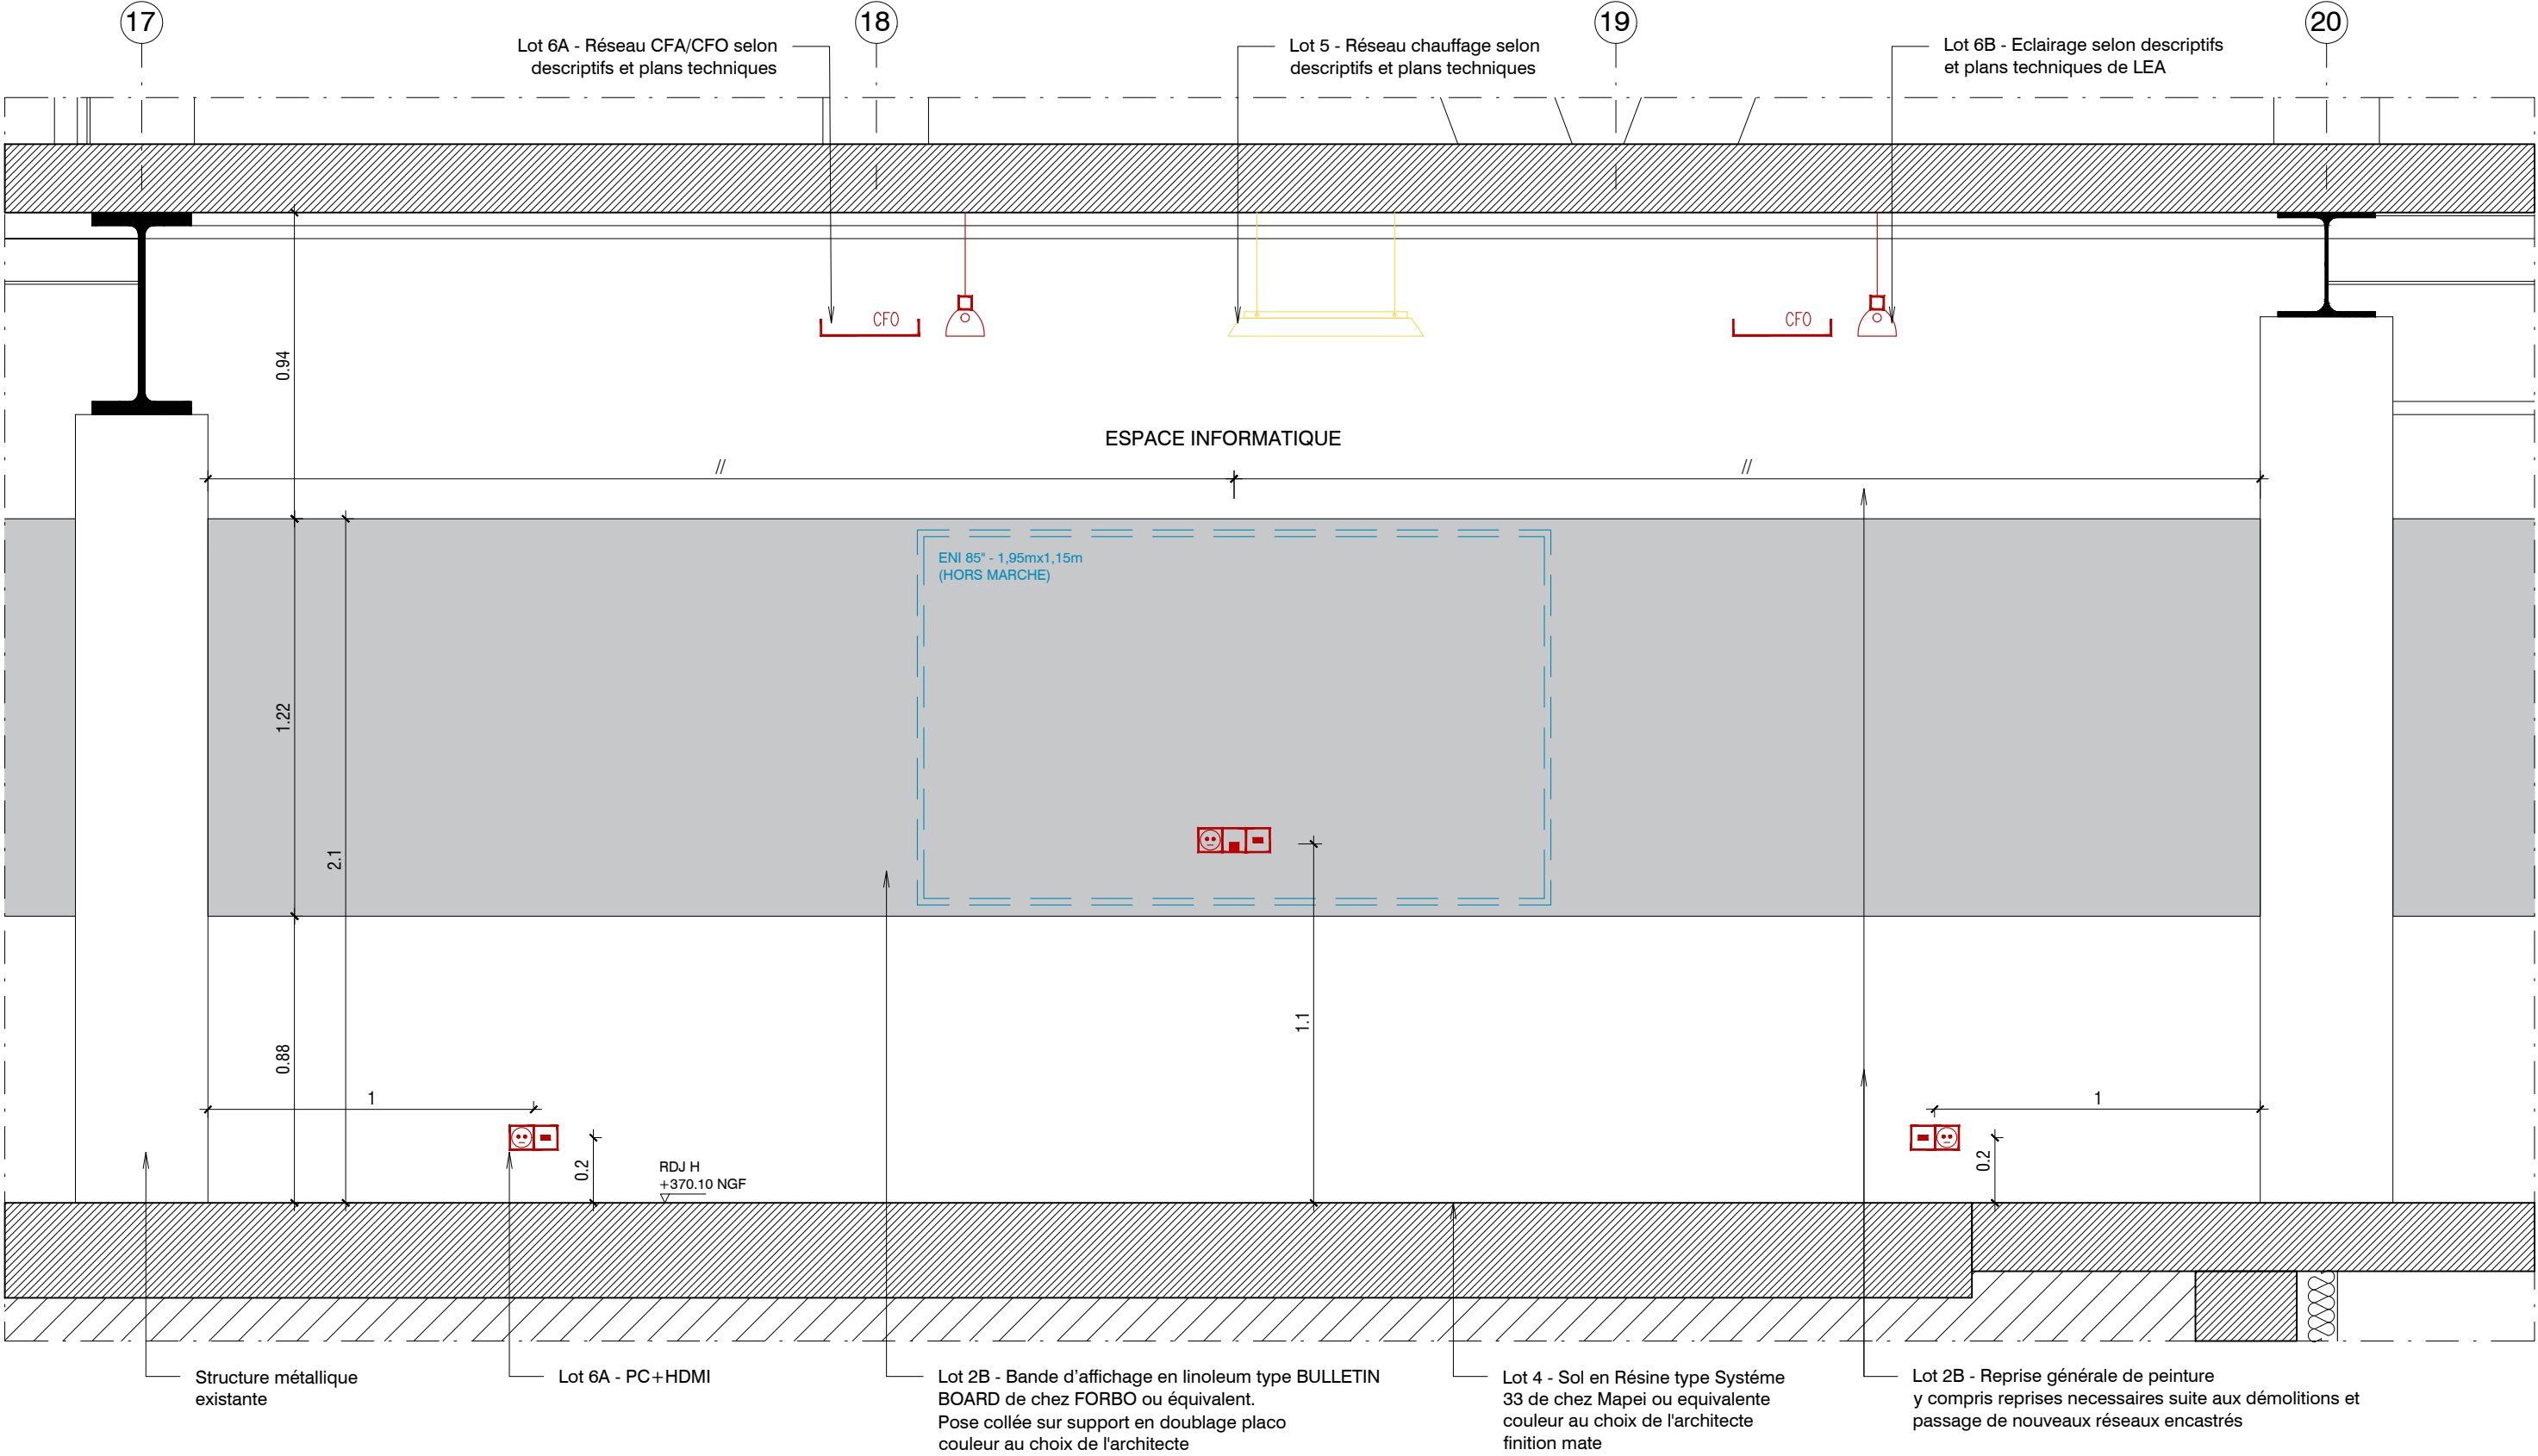 17
18
19
20
Lot 6A - Réseau CFA/CFO selon
descriptifs et plans techniques
Lot 5 - Réseau chauffage selon
descriptifs et plans techniques
Lot 6B - Eclairage selon descriptifs
et plans techniques de LEA
CFO
CFO
0.94
ESPACE INFORMATIQUE
//
//
ENI 85" - 1,95mx1,15m
(HORS MARCHE)
1.22
2.1
1.1
0.88
1
1
0.2
0.2
RDJ H
+370.10 NGF
Structure métallique
existante
Lot 6A - PC+HDMI
Lot 2B - Bande d'affichage en linoleum type BULLETIN
BOARD de chez FORBO ou équivalent.
Pose collée sur support en doublage placo
couleur au choix de l'architecte
Lot 4 - Sol en Résine type Systéme
33 de chez Mapei ou equivalente
couleur au choix de l'architecte
finition mate
Lot 2B - Reprise générale de peinture
y compris reprises necessaires suite aux démolitions et
passage de nouveaux réseaux encastrés